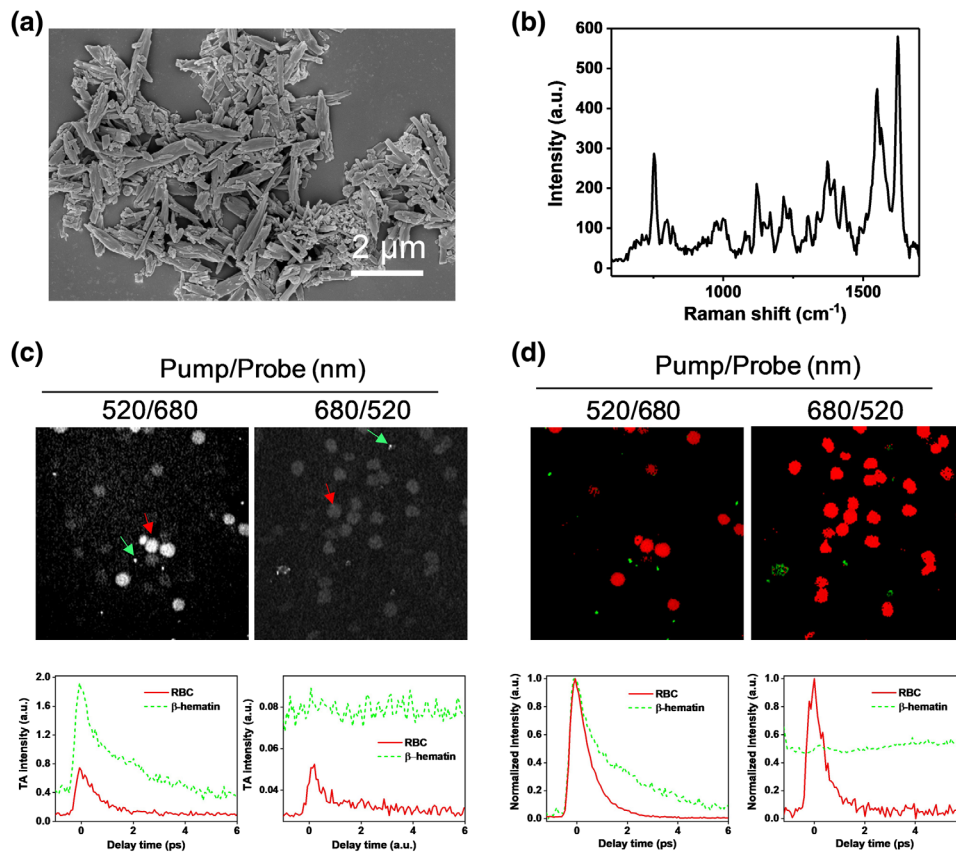 (a)
2 μm
(b)
600
500
400
300
200
100
0
Intensity (a.u.)
1000 1500
Raman shift (cm⁻¹)
(c)
Pump/Probe (nm)
520/680 680/520
2.0
1.6
1.2
0.8
0.4
0.0
TA Intensity (a.u.)
RBC
β-hematin
0 2 4 6
Delay time (ps)
0.08
0.06
0.04
TA Intensity (a.u.)
RBC
β-hematin
0 2 4 6
Delay time (a.u.)
(d)
Pump/Probe (nm)
520/680 680/520
1.0
0.8
0.6
0.4
0.2
0.0
Normalized Intensity (a.u.)
RBC
β-hematin
0 2 4 6
Delay time (ps)
1.0
0.8
0.6
0.4
0.2
0.0
Normalized Intensity (a.u.)
RBC
β-hematin
0 2 4
Delay time (ps)